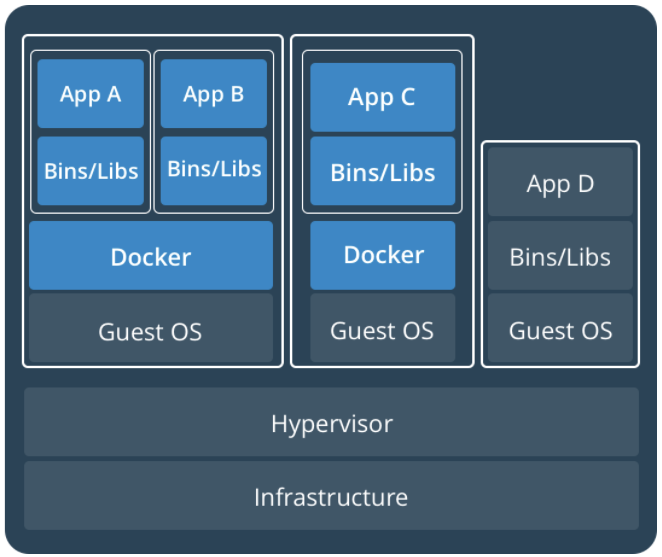 App A
App B
Bins/Libs
Bins/Libs
Docker
Guest OS
App C
Bins/Libs
Docker
Guest OS
App D
Bins/Libs
Guest OS
Hypervisor
Infrastructure